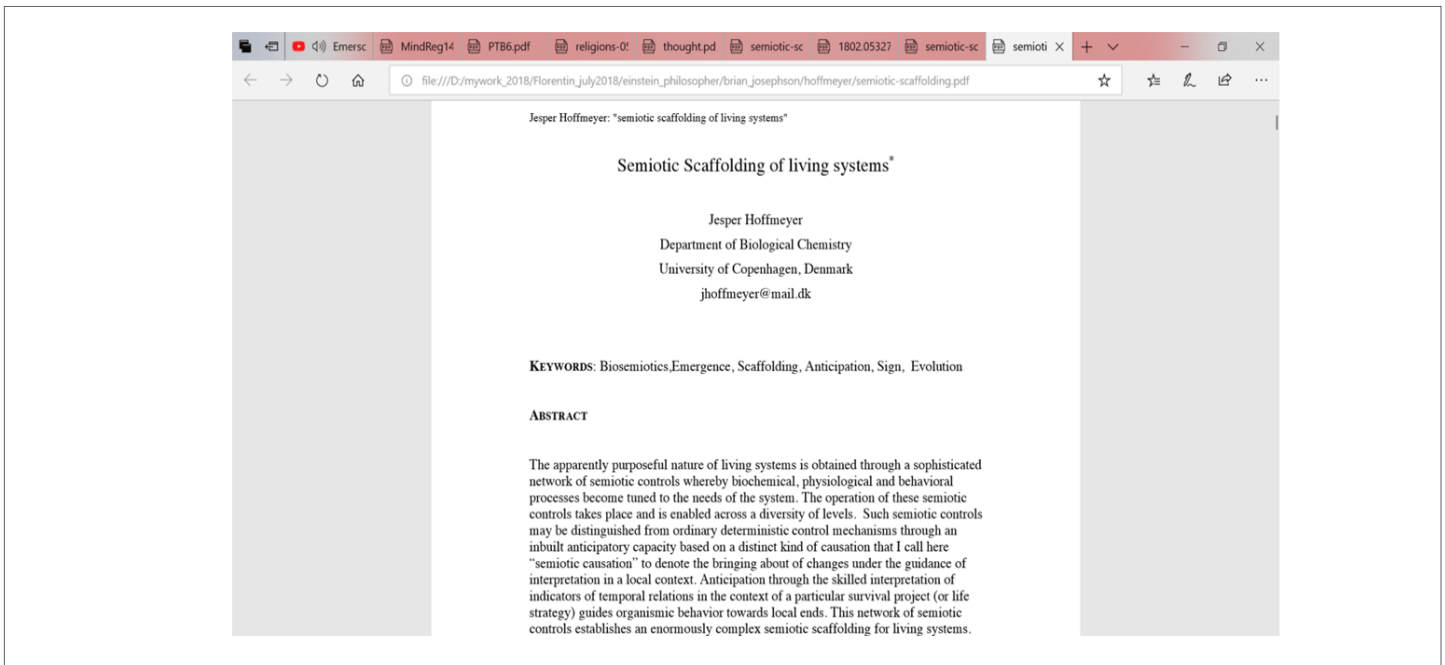 Emersc MindReg14 PTB6.pdf religions-0! thought.pd semiotic-sc 1802.05327 semiotic-sc semioti
file:///D:/mywork_2018/Florentin_july2018/einstein_philosopher/brian_josephson/hoffmeyer/semiotic-scaffolding.pdf
Jesper Hoffmeyer: "semiotic scaffolding of living systems"
Semiotic Scaffolding of living systems*
Jesper Hoffmeyer
Department of Biological Chemistry
University of Copenhagen, Denmark
jhoffmeyer@mail.dk
KEYWORDS: Biosemiotics,Emergence, Scaffolding, Anticipation, Sign, Evolution
ABSTRACT
The apparently purposeful nature of living systems is obtained through a sophisticated
network of semiotic controls whereby biochemical, physiological and behavioral
processes become tuned to the needs of the system. The operation of these semiotic
controls takes place and is enabled across a diversity of levels. Such semiotic controls
may be distinguished from ordinary deterministic control mechanisms through an
inbuilt anticipatory capacity based on a distinct kind of causation that I call here
“semiotic causation” to denote the bringing about of changes under the guidance of
interpretation in a local context. Anticipation through the skilled interpretation of
indicators of temporal relations in the context of a particular survival project (or life
strategy) guides organismic behavior towards local ends. This network of semiotic
controls establishes an enormously complex semiotic scaffolding for living systems.